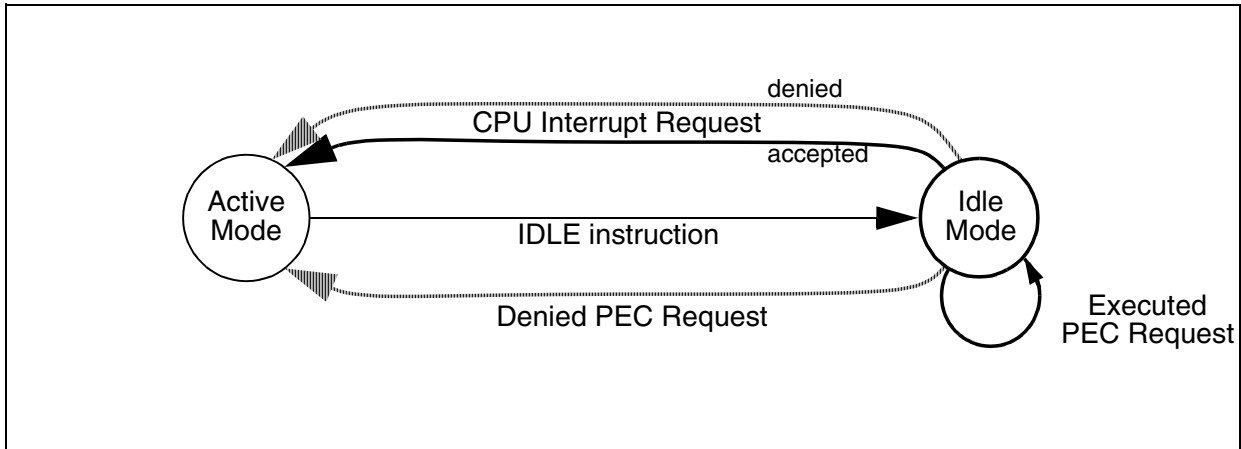 denied
CPU Interrupt Request
accepted
Active
Mode
Idle
Mode
IDLE instruction
Denied PEC Request
Executed
PEC Request